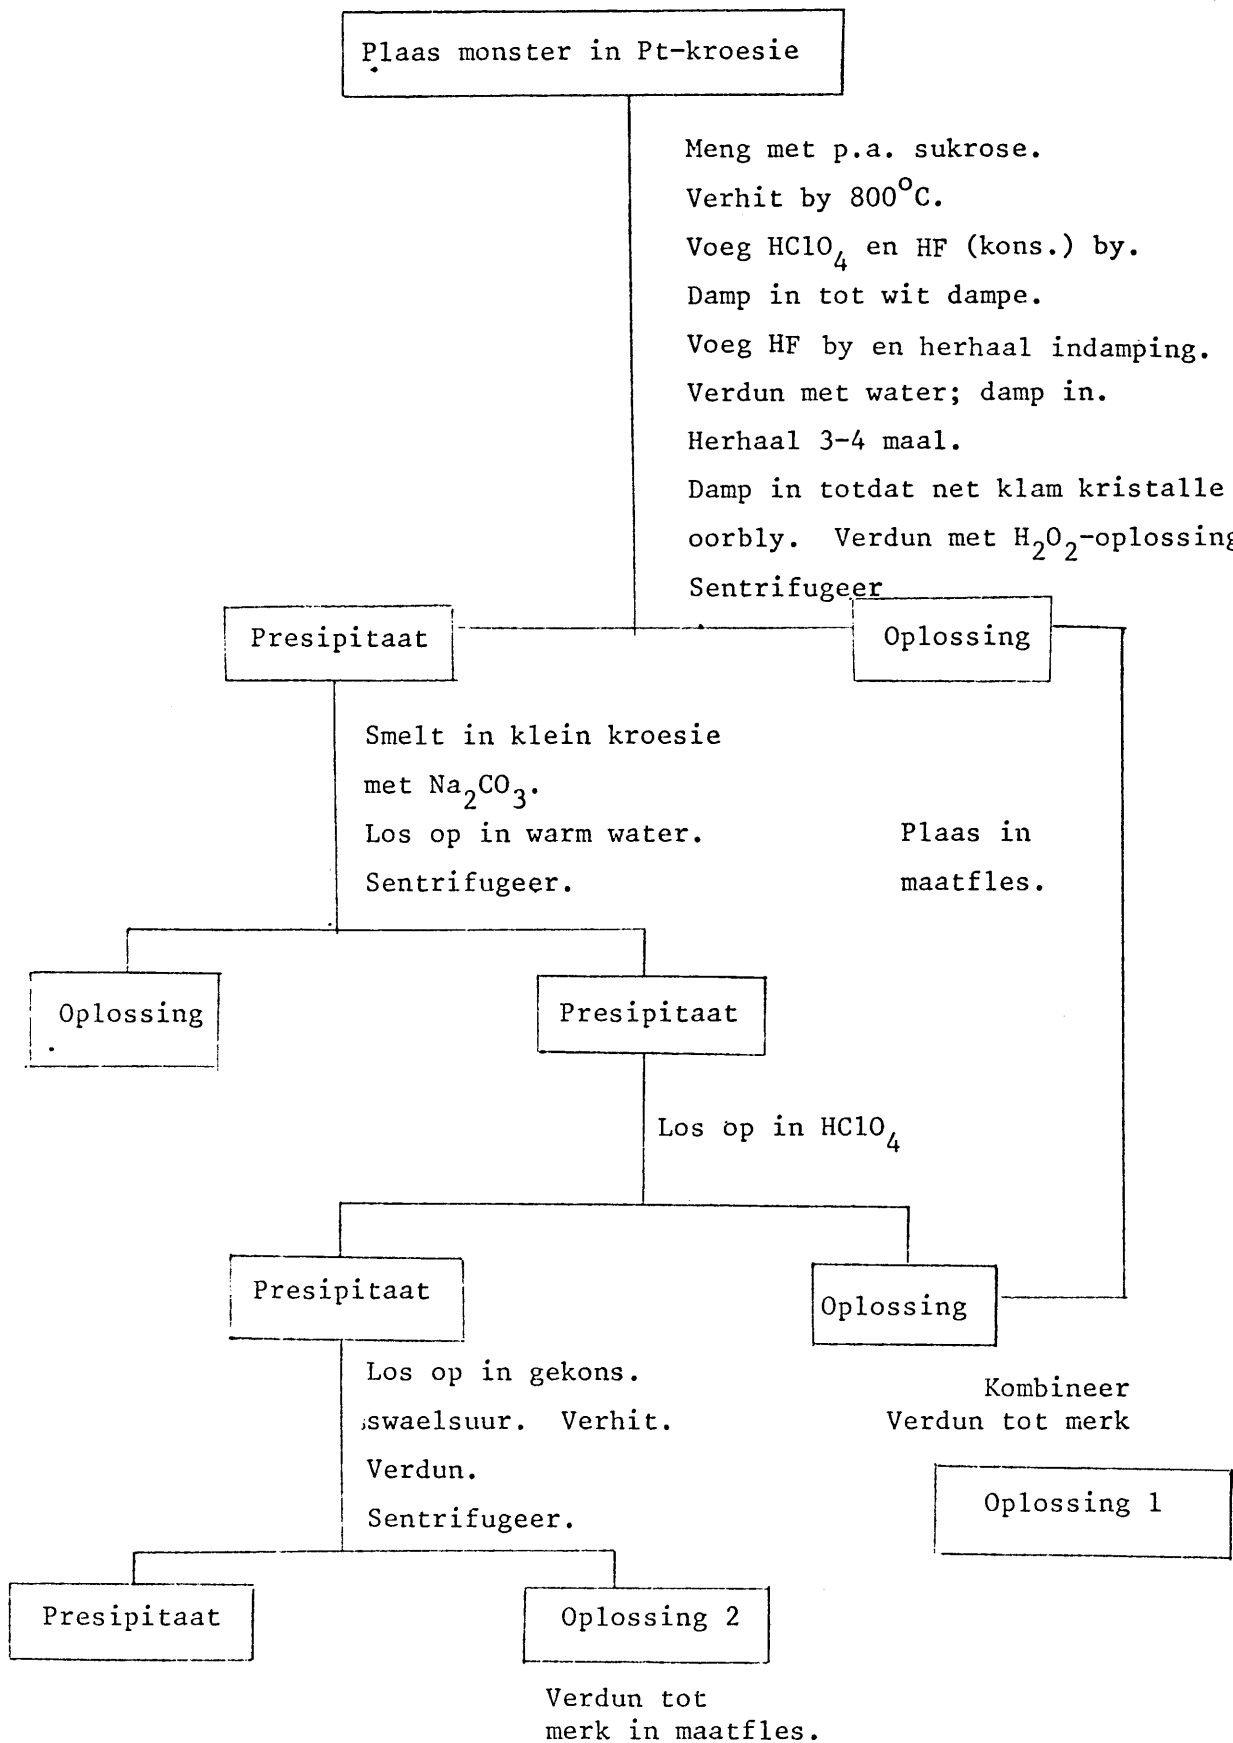 Plaas monster in Pt-kroesie
Meng met p.a. sukrose.
Verhit by 800°C.
Voeg HClO₄ en HF (kons.) by.
Damp in tot wit dampe.
Voeg HF by en herhaal indamping.
Verdun met water; damp in.
Herhaal 3-4 maal.
Damp in totdat net klam kristalle
oorbly. Verdun met H₂O₂-oplossing
Sentrifugeer
Presipitaat
Oplossing
Smelt in klein kroesie
met Na₂CO₃.
Los op in warm water.
Sentrifugeer.
Plaas in
maatfles.
Oplossing
Presipitaat
Los op in HClO₄
Presipitaat
Oplossing
Los op in gekons.
swaelsuur. Verhit.
Verdun.
Sentrifugeer.
Kombineer
Verdun tot merk
Oplossing 1
Presipitaat
Oplossing 2
Verdun tot
merk in maatfles.